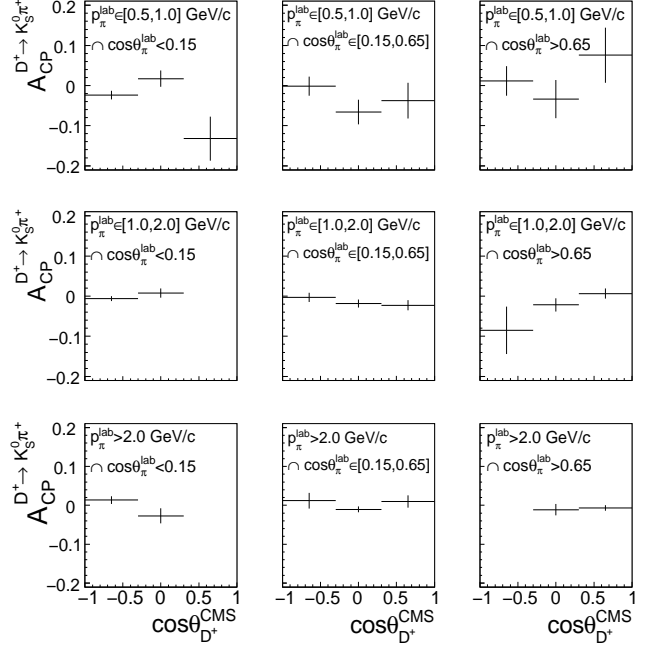 A_CP^{D⁺→K_S⁰π⁺}
0.2
0.1
0
−0.1
−0.2
p_π^lab∈[0.5,1.0] GeV/c
∩ cosθ_π^lab<0.15
p_π^lab∈[0.5,1.0] GeV/c
∩ cosθ_π^lab∈[0.15,0.65]
p_π^lab∈[0.5,1.0] GeV/c
∩ cosθ_π^lab>0.65
A_CP^{D⁺→K_S⁰π⁺}
0.2
0.1
0
−0.1
−0.2
p_π^lab∈[1.0,2.0] GeV/c
∩ cosθ_π^lab<0.15
p_π^lab∈[1.0,2.0] GeV/c
∩ cosθ_π^lab∈[0.15,0.65]
p_π^lab∈[1.0,2.0] GeV/c
∩ cosθ_π^lab>0.65
A_CP^{D⁺→K_S⁰π⁺}
0.2
0.1
0
−0.1
−0.2
p_π^lab>2.0 GeV/c
∩ cosθ_π^lab<0.15
p_π^lab>2.0 GeV/c
∩ cosθ_π^lab∈[0.15,0.65]
p_π^lab>2.0 GeV/c
∩ cosθ_π^lab>0.65
−1 −0.5 0 0.5 1
−1 −0.5 0 0.5 1
−1 −0.5 0 0.5 1
cosθ_{D⁺}^CMS
cosθ_{D⁺}^CMS
cosθ_{D⁺}^CMS